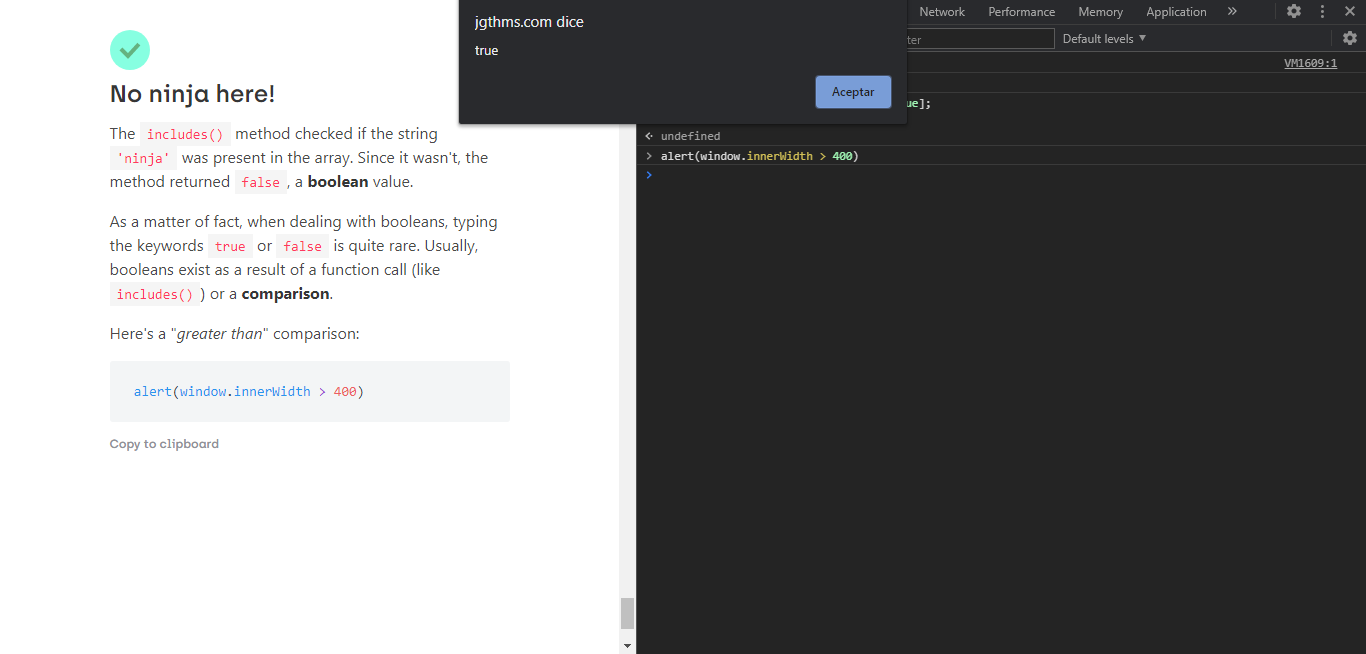 No ninja here!
The includes() method checked if the string
'ninja' was present in the array. Since it wasn't, the
method returned false , a boolean value.
As a matter of fact, when dealing with booleans, typing
the keywords true or false is quite rare. Usually,
booleans exist as a result of a function call (like
includes() ) or a comparison.
Here's a "greater than" comparison:
alert(window.innerWidth > 400)
Copy to clipboard
jgthms.com dice
true
Aceptar
Network Performance Memory Application »
ter Default levels ▼
VM1609:1
ue];
undefined
> alert(window.innerWidth > 400)
>